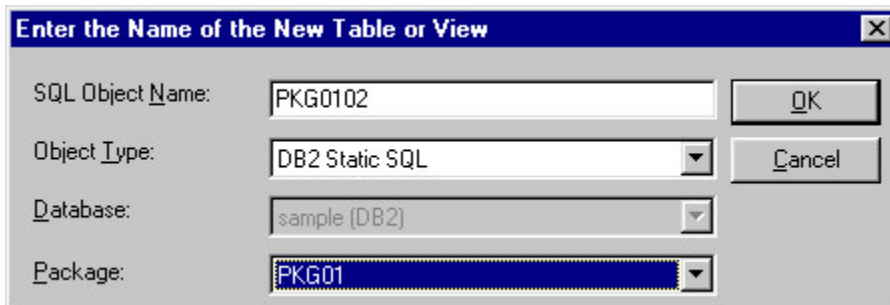 Enter the Name of the New Table or View
SQL Object Name: PKG0102 OK
Object Type: DB2 Static SQL Cancel
Database: sample (DB2)
Package: PKG01